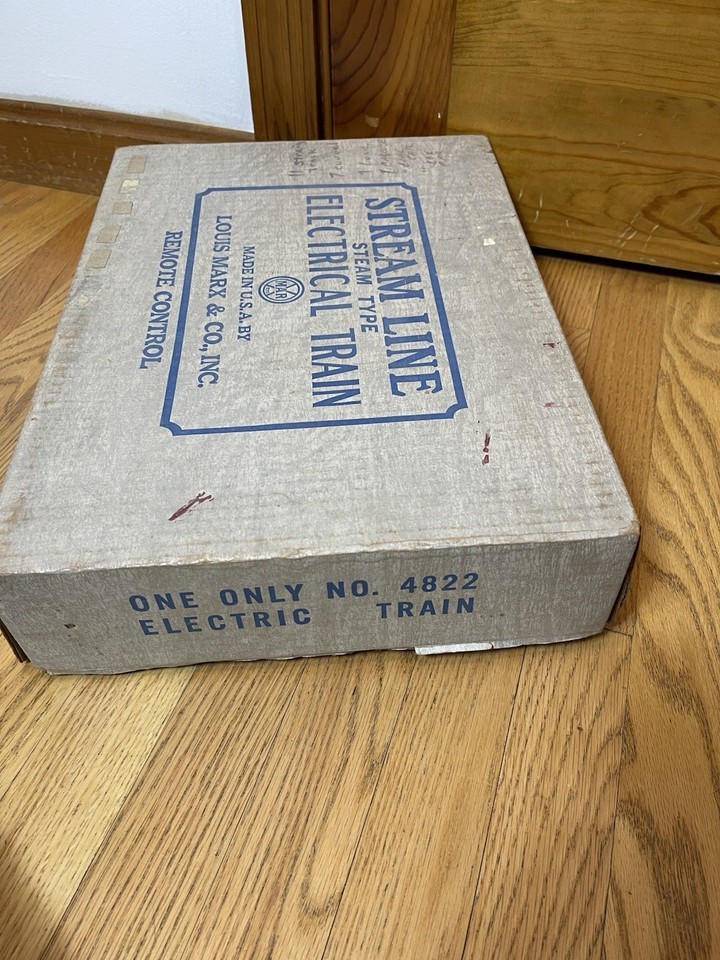 STREAM LINE
STEAM TYPE
ELECTRICAL TRAIN
MAR
MADE IN U.S.A. BY
LOUIS MARX & CO., INC.
REMOTE CONTROL
ONE ONLY NO. 4822
ELECTRIC TRAIN